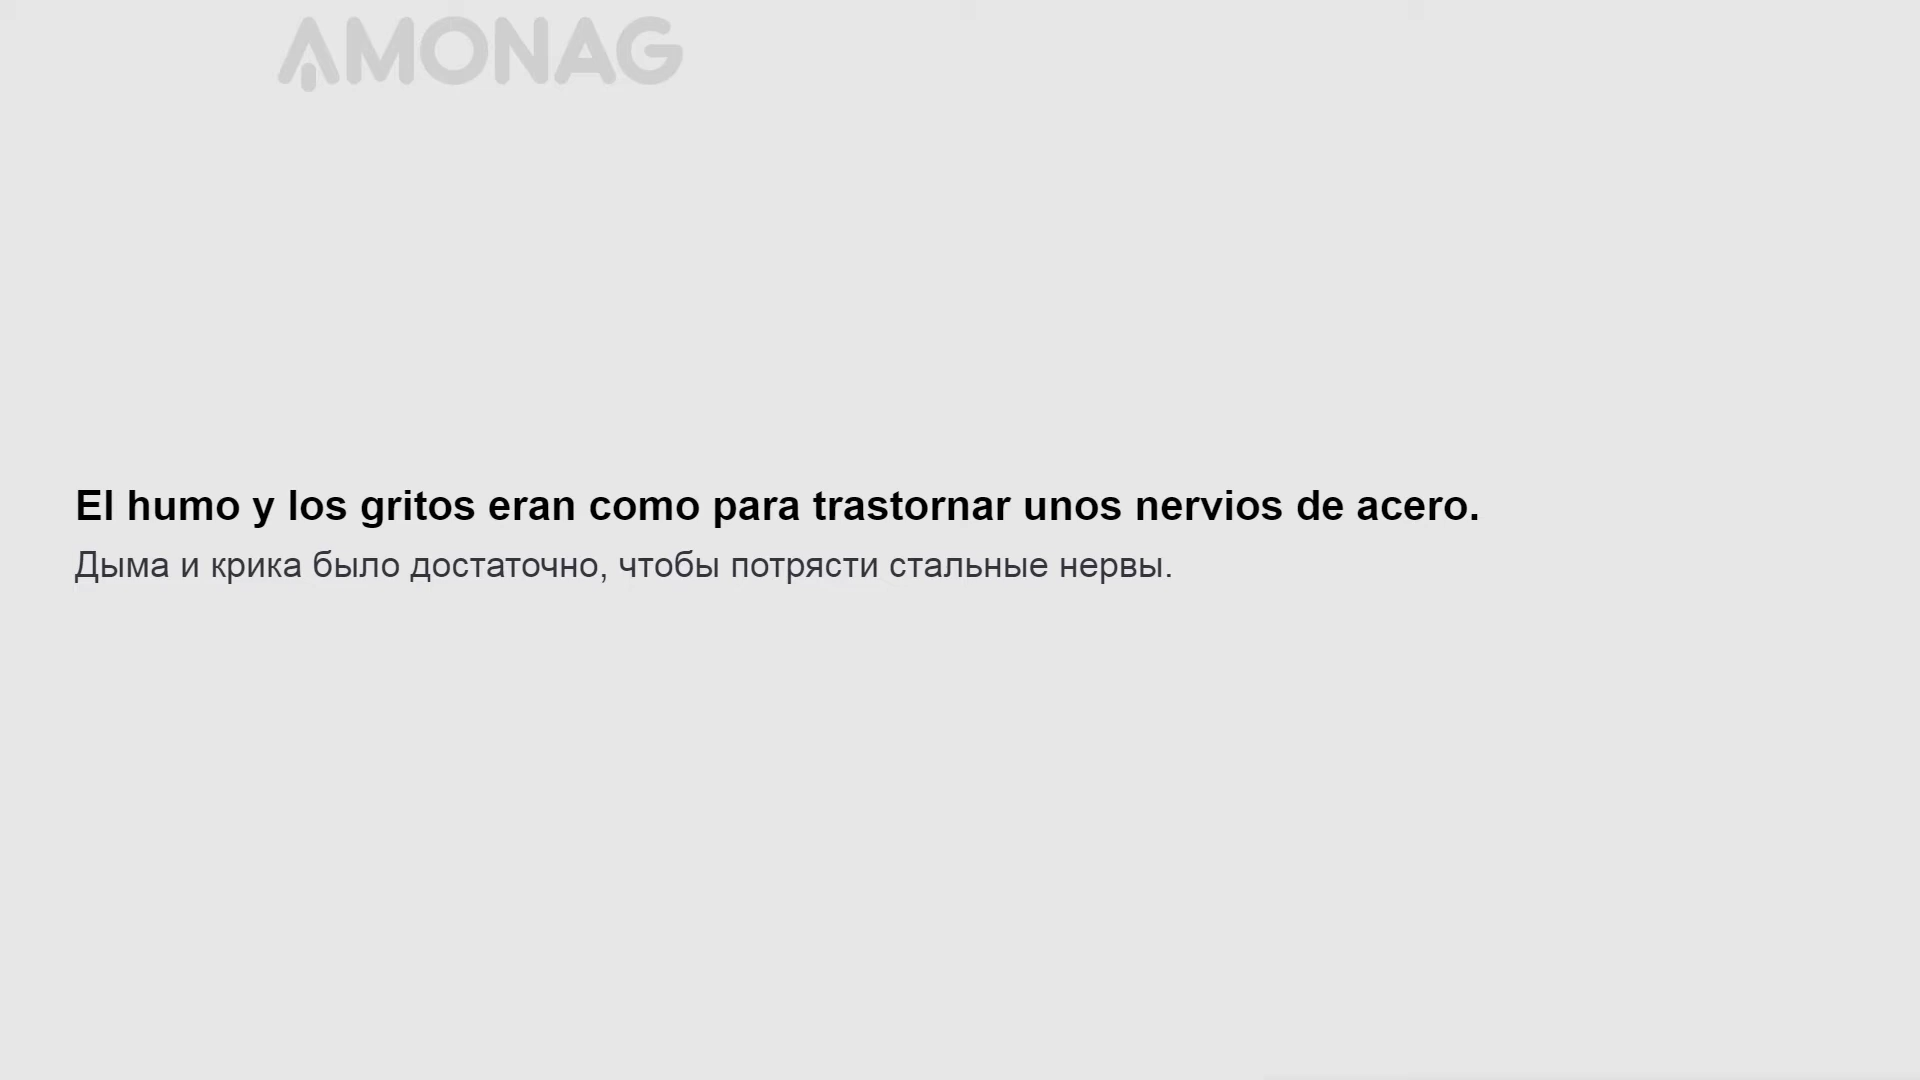 AMONAG
El humo y los gritos eran como para trastornar unos nervios de acero.
Дыма и крика было достаточно, чтобы потрясти стальные нервы.